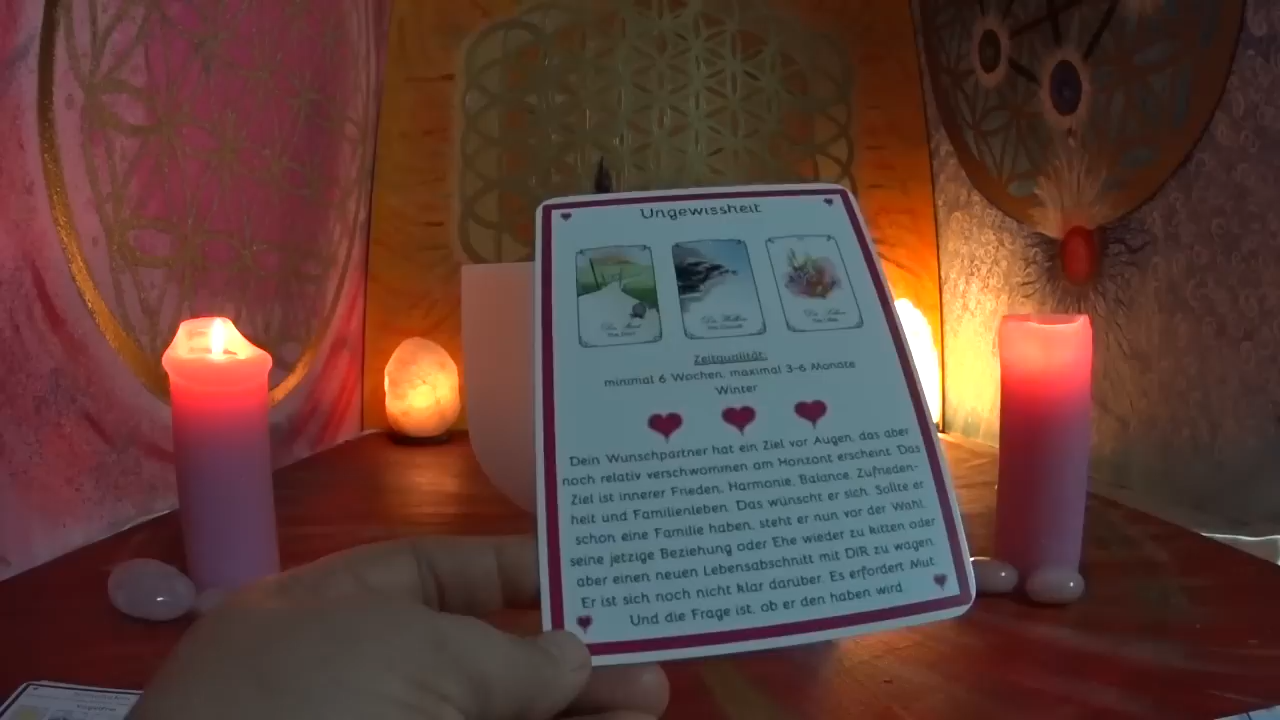 Ungewissheit
Die Wolken
Zeitqualität:
minimal 6 Wochen, maximal 3-6 Monate
Winter
Dein Wunschpartner hat ein Ziel vor Augen, das aber
noch relativ verschwommen am Horizont erscheint. Das
Ziel ist innerer Frieden, Harmonie, Balance, Zufrieden-
heit und Familienleben. Das wünscht er sich. Sollte er
schon eine Familie haben, steht er nun vor der Wahl,
seine jetzige Beziehung oder Ehe wieder zu kitten oder
aber einen neuen Lebensabschnitt mit DIR zu wagen.
Er ist sich noch nicht klar darüber. Es erfordert Mut.
Und die Frage ist, ob er den haben wird